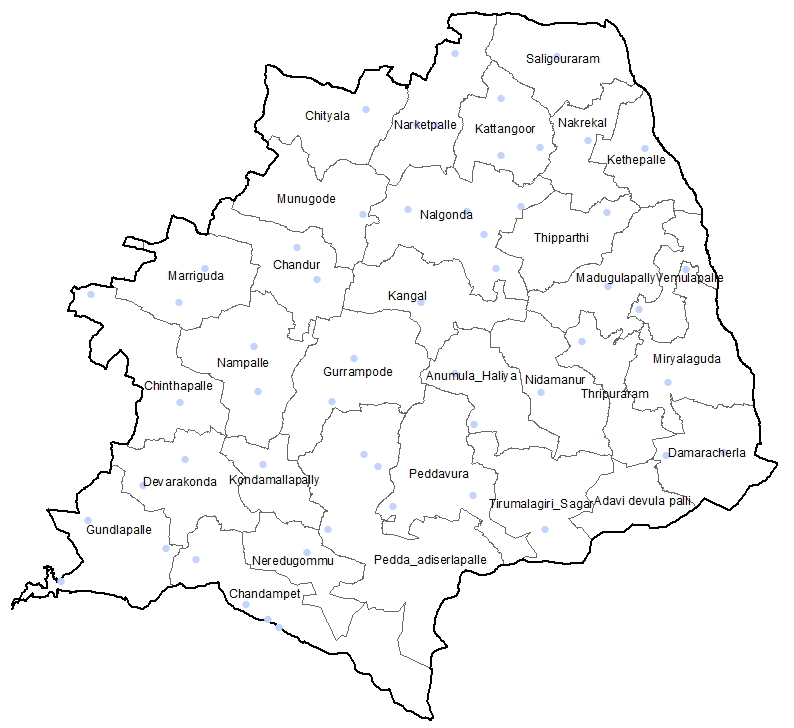 Saligouraram
Chityala
Narketpalle
Kattangoor
Nakrekal
Kethepalle
Munugode
Nalgonda
Thipparthi
Marriguda
Chandur
Madugulapally
Vemulapalle
Kangal
Nampalle
Gurrampode
Anumula_Haliya
Nidamanur
Miryalaguda
Chinthapalle
Thripuraram
Devarakonda
Kondamallapally
Peddavura
Damaracherla
Tirumalagiri_Sagar
Adavi devula palli
Gundlapalle
Neredugommu
Pedda_adiserlapalle
Chandampet